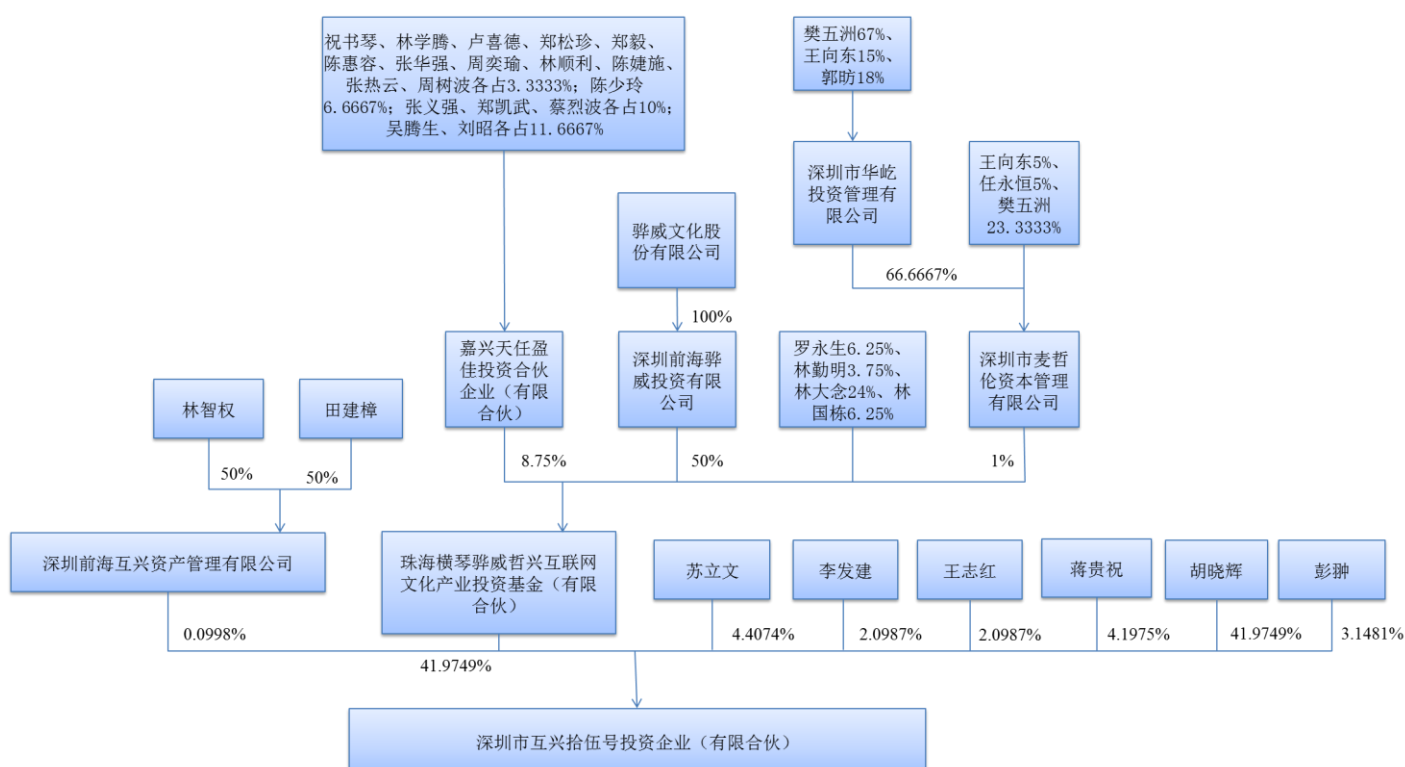 祝书琴、林学腾、卢喜德、郑松珍、郑毅、
陈惠容、张华强、周奕瑜、林顺利、陈婕施、
张热云、周树波各占3.3333%；陈少玲
6.6667%；张义强、郑凯武、蔡烈波各占10%；
吴腾生、刘昭各占11.6667%
樊五洲67%、
王向东15%、
郭昉18%
深圳市华屹
投资管理有
限公司
王向东5%、
任永恒5%、
樊五洲
23.3333%
骅威文化股
份有限公司
66.6667%
100%
嘉兴天任盈
佳投资合伙
企业（有限
合伙）
深圳前海骅
威投资有限
公司
罗永生6.25%、
林勤明3.75%、
林大念24%、林
国栋6.25%
深圳市麦哲
伦资本管理
有限公司
林智权
田建樟
50%
50%
8.75%
50%
1%
深圳前海互兴资产管理有限公司
珠海横琴骅威哲兴互联网
文化产业投资基金（有限
合伙）
苏立文
李发建
王志红
蒋贵祝
胡晓辉
彭翀
0.0998%
41.9749%
4.4074%
2.0987%
2.0987%
4.1975%
41.9749%
3.1481%
深圳市互兴拾伍号投资企业（有限合伙）